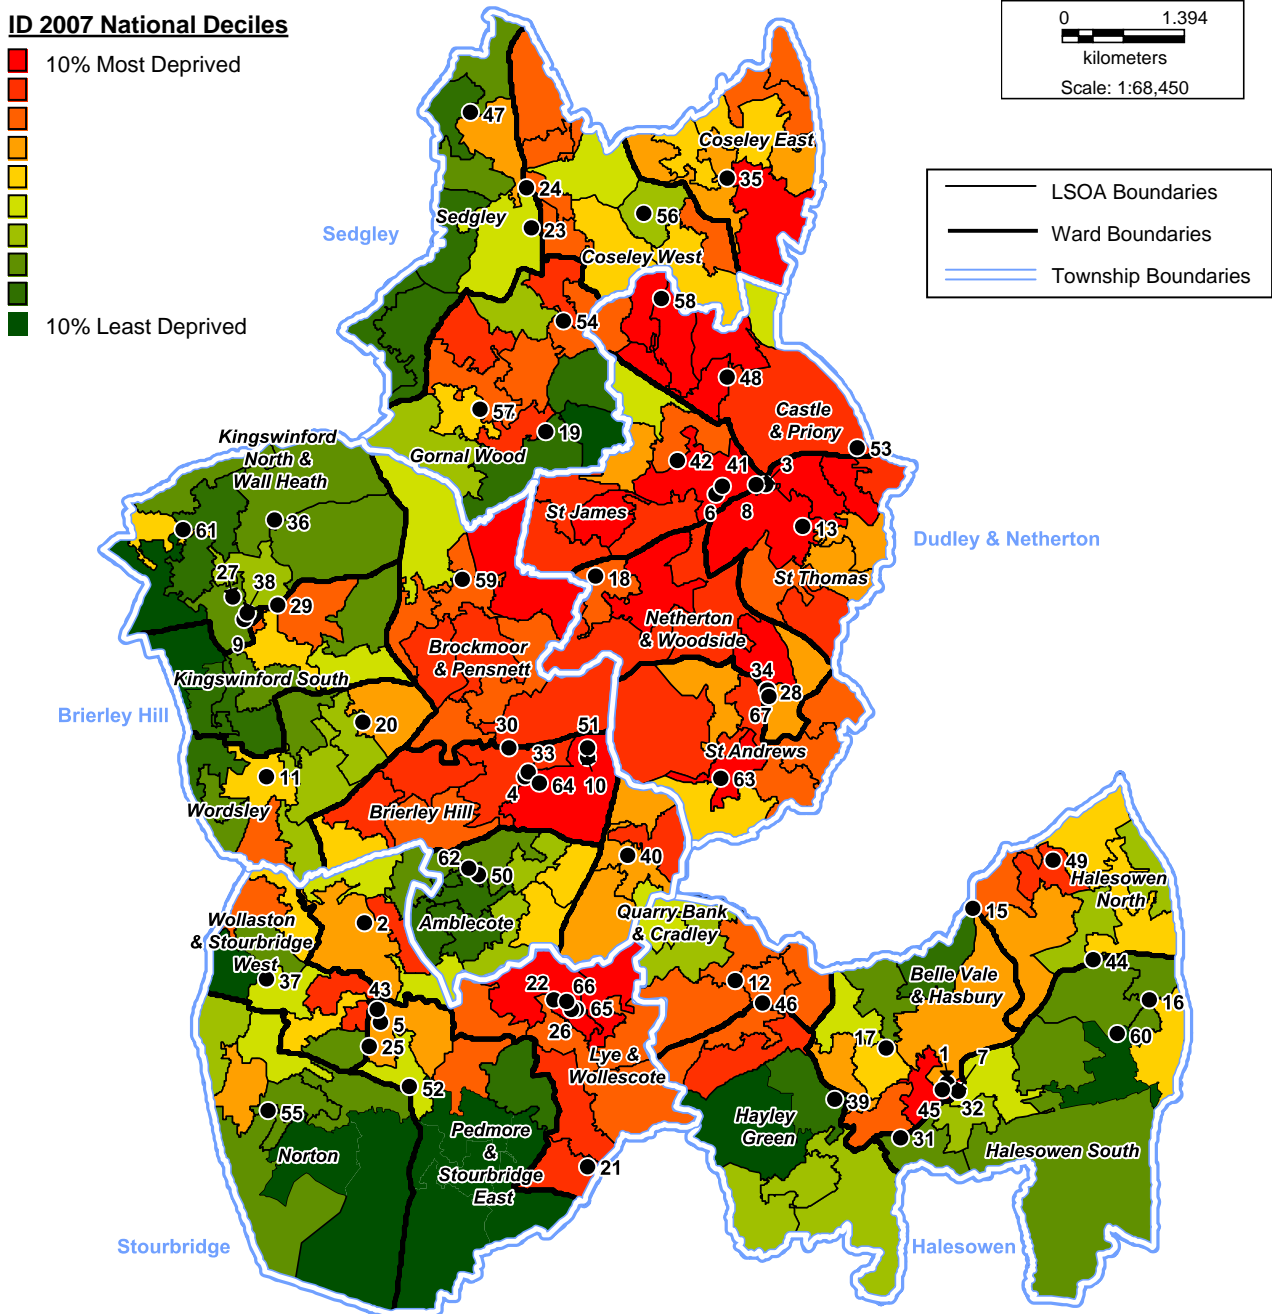 ID 2007 National Deciles
10% Most Deprived
10% Least Deprived
0 1.394
kilometers
Scale: 1:68,450
LSOA Boundaries
Ward Boundaries
Township Boundaries
47
Coseley East
35
24
56
Sedgley
Sedgley
23
Coseley West
58
54
48
57
Castle
& Priory
19
Kingswinford
North &
Wall Heath
Gornal Wood
53
42
41
3
6
8
St James
36
61
13
Dudley & Netherton
27
38
59
18
St Thomas
29
Netherton
& Woodside
9
Brockmoor
& Pensnett
Kingswinford South
34
28
67
Brierley Hill
20
30
51
St Andrews
33
11
4
64
10
63
Wordsley
Brierley Hill
62
50
40
49
Halesowen
North
Wollaston
& Stourbridge
West
2
Amblecote
Quarry Bank
& Cradley
15
44
37
22
66
12
Belle Vale
& Hasbury
43
46
16
5
65
26
60
25
17
1
7
Lye &
Wollescote
52
39
45
32
55
Hayley
Green
Pedmore
&
Stourbridge
East
31
Norton
Halesowen South
21
Stourbridge
Halesowen